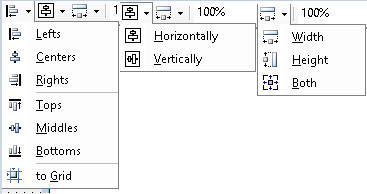 1 100% 100%
Lefts
Centers
Rights
Tops
Middles
Bottoms
to Grid
Horizontally
Vertically
Width
Height
Both